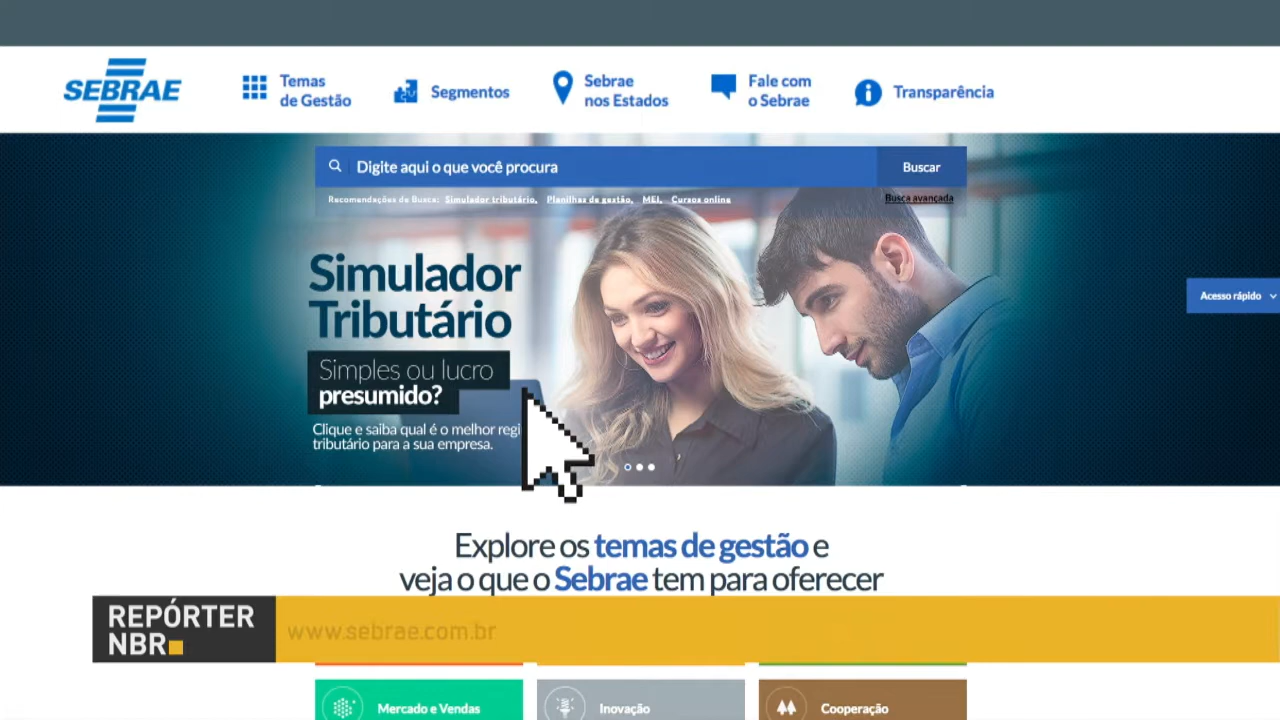 SEBRAE
Temas
de Gestão
Segmentos
Sebrae
nos Estados
Fale com
o Sebrae
Transparência
Digite aqui o que você procura
Buscar
Recomendações de Busca: Simulador tributário, Planilhas de gestão, MEI, Cursos online
Busca avançada
Simulador
Tributário
Simples ou lucro
presumido?
Acesso rápido
Clique e saiba qual é o melhor regi
tributário para a sua empresa.
Explore os temas de gestão e
veja o que o Sebrae tem para oferecer
REPÓRTER
NBR
www.sebrae.com.br
Mercado e Vendas
Inovação
Cooperação